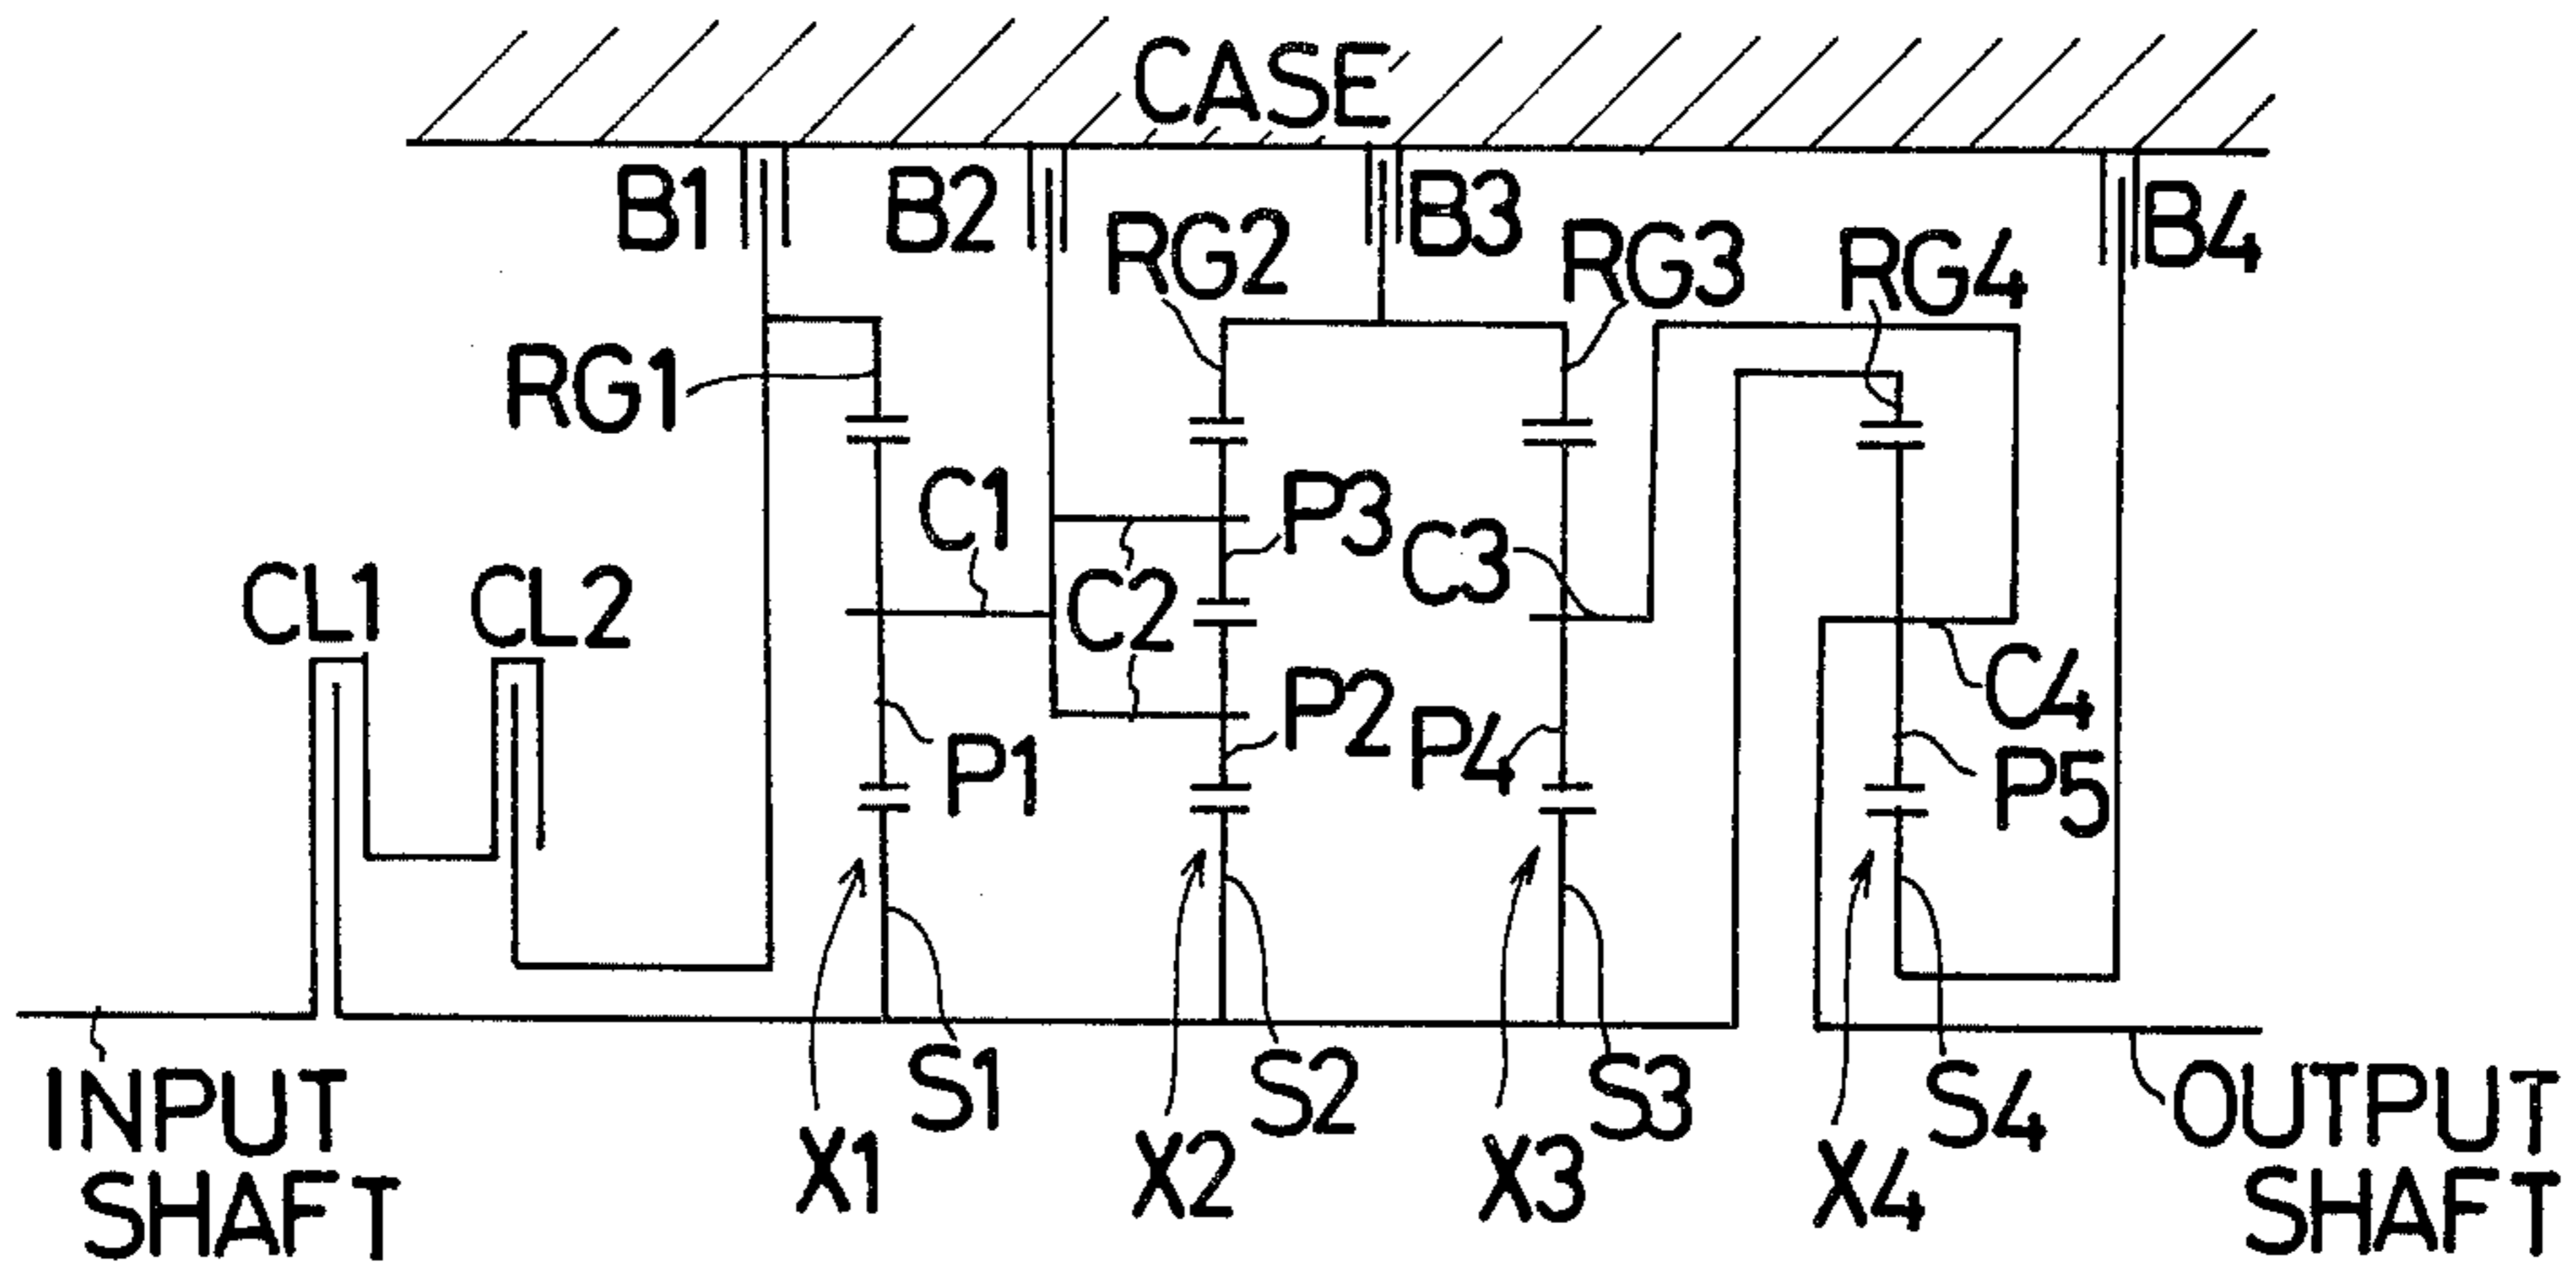 CASE
B1
B2
B3
B4
RG2
RG3
RG4
RG1
C1
P3
C3
CL1
CL2
C2
C4
P1
P2
P4
P5
S1
S2
S3
S4
INPUT
SHAFT
X1
X2
X3
X4
OUTPUT
SHAFT